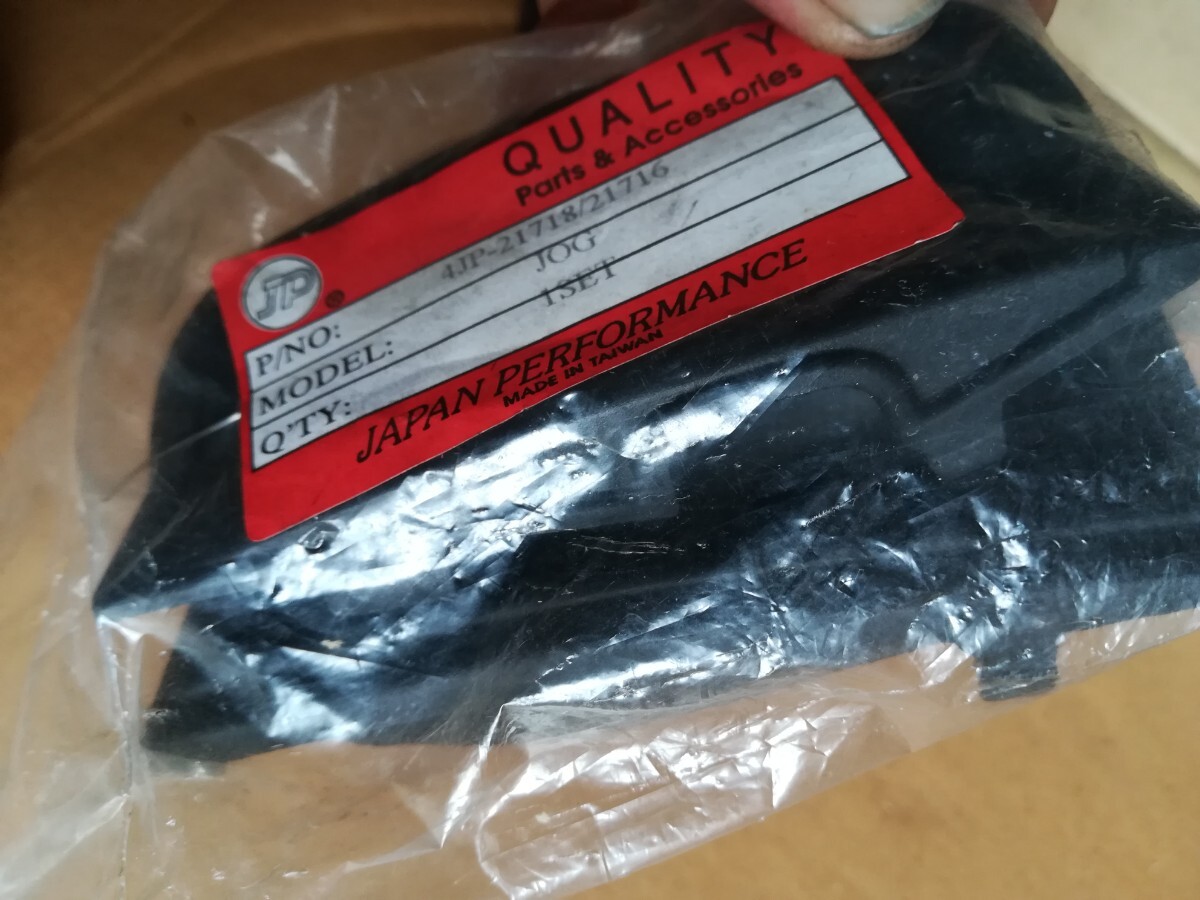 QUALITY
Parts & Accessories
JP ®
P/NO: 4JP-21718/21716
MODEL: JOG
Q'TY: 1SET
JAPAN PERFORMANCE
MADE IN TAIWAN